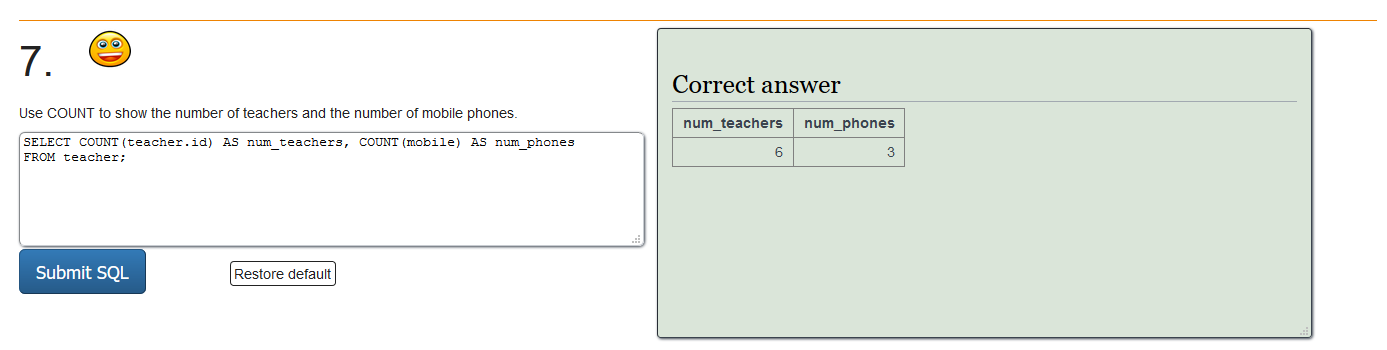 7.
Use COUNT to show the number of teachers and the number of mobile phones.
SELECT COUNT(teacher.id) AS num_teachers, COUNT(mobile) AS num_phones
FROM teacher;
Submit SQL
Restore default
Correct answer
num_teachers num_phones
6 3